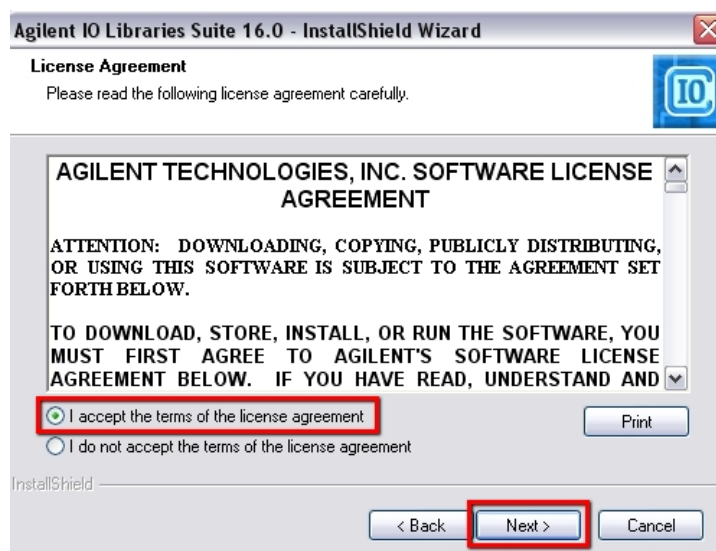 Agilent IO Libraries Suite 16.0 - InstallShield Wizard
License Agreement
Please read the following license agreement carefully.
IO
AGILENT TECHNOLOGIES, INC. SOFTWARE LICENSE
AGREEMENT
ATTENTION: DOWNLOADING, COPYING, PUBLICLY DISTRIBUTING,
OR USING THIS SOFTWARE IS SUBJECT TO THE AGREEMENT SET
FORTH BELOW.
TO DOWNLOAD, STORE, INSTALL, OR RUN THE SOFTWARE, YOU
MUST FIRST AGREE TO AGILENT'S SOFTWARE LICENSE
AGREEMENT BELOW. IF YOU HAVE READ, UNDERSTAND AND
I accept the terms of the license agreement
Print
I do not accept the terms of the license agreement
InstallShield
< Back
Next >
Cancel